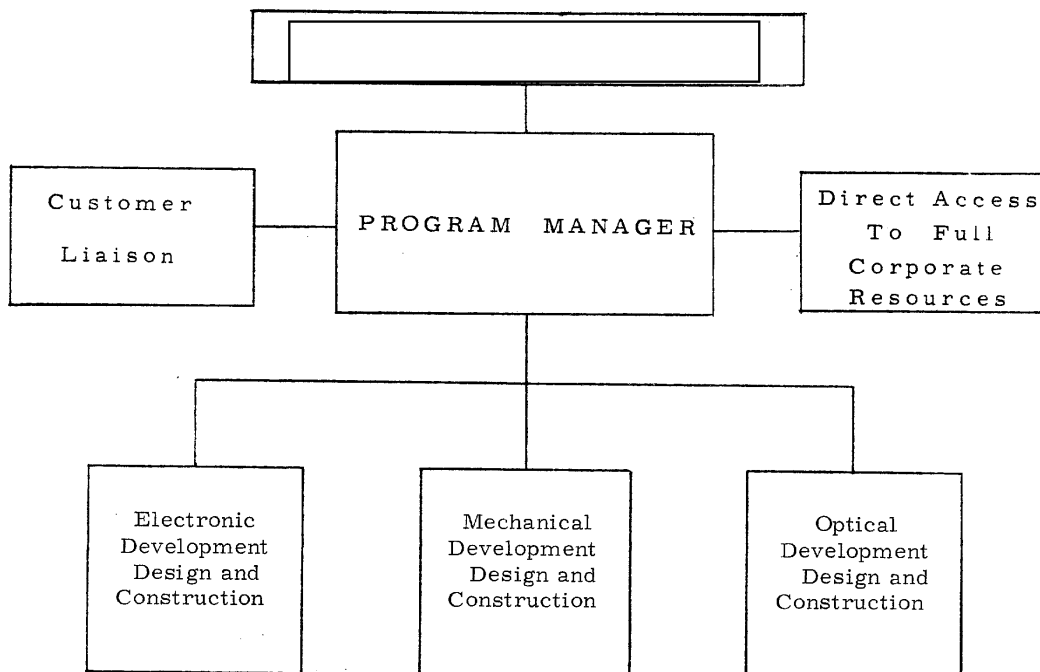 Customer
Liaison
PROGRAM MANAGER
Direct Access
To Full
Corporate
Resources
Electronic
Development
Design and
Construction
Mechanical
Development
Design and
Construction
Optical
Development
Design and
Construction